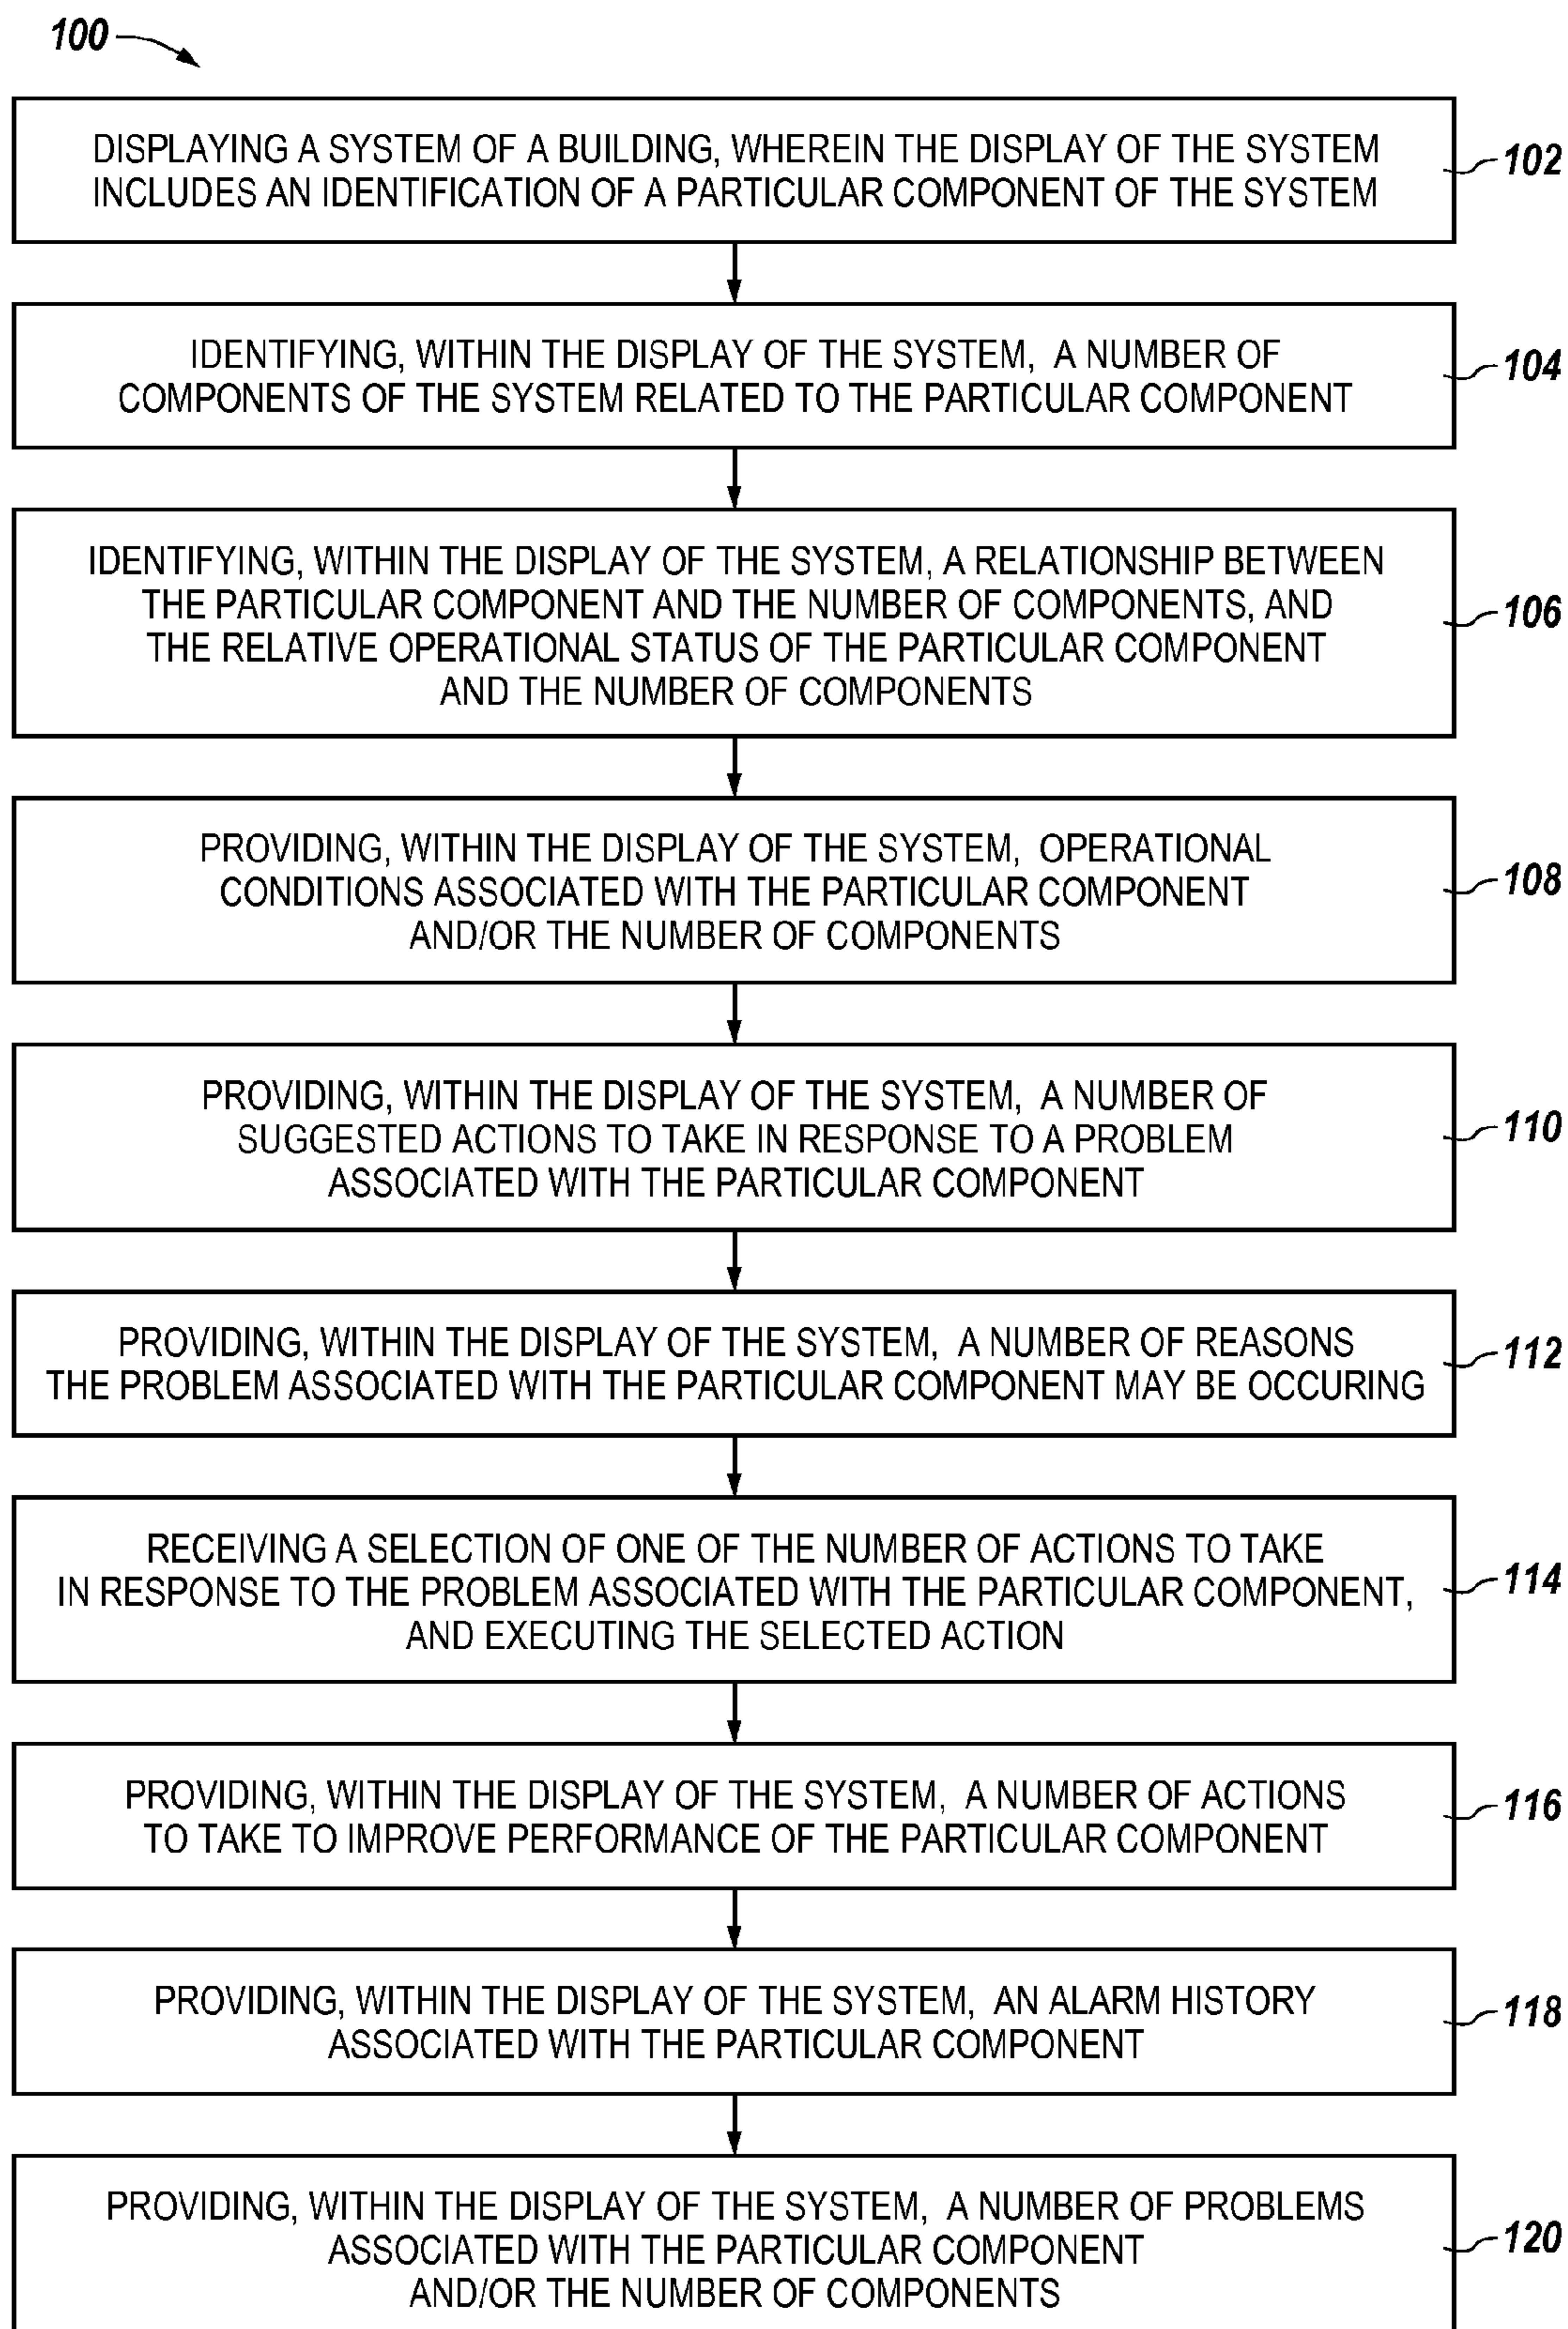 100
DISPLAYING A SYSTEM OF A BUILDING, WHEREIN THE DISPLAY OF THE SYSTEM
INCLUDES AN IDENTIFICATION OF A PARTICULAR COMPONENT OF THE SYSTEM
102
IDENTIFYING, WITHIN THE DISPLAY OF THE SYSTEM, A NUMBER OF
COMPONENTS OF THE SYSTEM RELATED TO THE PARTICULAR COMPONENT
104
IDENTIFYING, WITHIN THE DISPLAY OF THE SYSTEM, A RELATIONSHIP BETWEEN
THE PARTICULAR COMPONENT AND THE NUMBER OF COMPONENTS, AND
THE RELATIVE OPERATIONAL STATUS OF THE PARTICULAR COMPONENT
AND THE NUMBER OF COMPONENTS
106
PROVIDING, WITHIN THE DISPLAY OF THE SYSTEM, OPERATIONAL
CONDITIONS ASSOCIATED WITH THE PARTICULAR COMPONENT
AND/OR THE NUMBER OF COMPONENTS
108
PROVIDING, WITHIN THE DISPLAY OF THE SYSTEM, A NUMBER OF
SUGGESTED ACTIONS TO TAKE IN RESPONSE TO A PROBLEM
ASSOCIATED WITH THE PARTICULAR COMPONENT
110
PROVIDING, WITHIN THE DISPLAY OF THE SYSTEM, A NUMBER OF REASONS
THE PROBLEM ASSOCIATED WITH THE PARTICULAR COMPONENT MAY BE OCCURING
112
RECEIVING A SELECTION OF ONE OF THE NUMBER OF ACTIONS TO TAKE
IN RESPONSE TO THE PROBLEM ASSOCIATED WITH THE PARTICULAR COMPONENT,
AND EXECUTING THE SELECTED ACTION
114
PROVIDING, WITHIN THE DISPLAY OF THE SYSTEM, A NUMBER OF ACTIONS
TO TAKE TO IMPROVE PERFORMANCE OF THE PARTICULAR COMPONENT
116
PROVIDING, WITHIN THE DISPLAY OF THE SYSTEM, AN ALARM HISTORY
ASSOCIATED WITH THE PARTICULAR COMPONENT
118
PROVIDING, WITHIN THE DISPLAY OF THE SYSTEM, A NUMBER OF PROBLEMS
ASSOCIATED WITH THE PARTICULAR COMPONENT
AND/OR THE NUMBER OF COMPONENTS
120